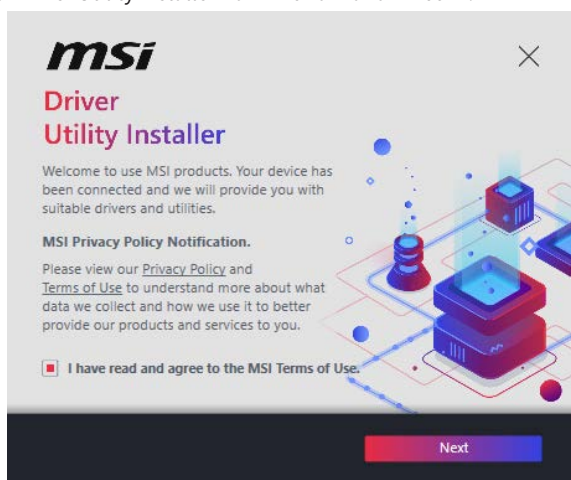 msi
Driver
Utility Installer
Welcome to use MSI products. Your device has
been connected and we will provide you with
suitable drivers and utilities.
MSI Privacy Policy Notification.
Please view our Privacy Policy and
Terms of Use to understand more about what
data we collect and how we use it to better
provide our products and services to you.
I have read and agree to the MSI Terms of Use.
Next